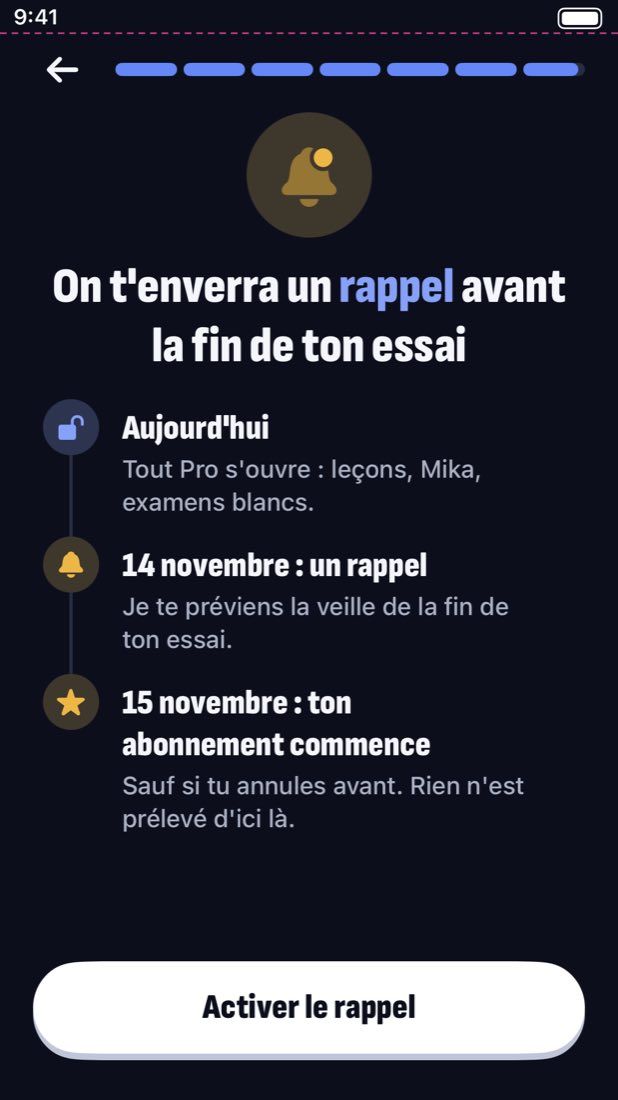 9:41
On t'enverra un rappel avant
la fin de ton essai
Aujourd'hui
Tout Pro s'ouvre : leçons, Mika,
examens blancs.
14 novembre : un rappel
Je te préviens la veille de la fin de
ton essai.
15 novembre : ton
abonnement commence
Sauf si tu annules avant. Rien n'est
prélevé d'ici là.
Activer le rappel